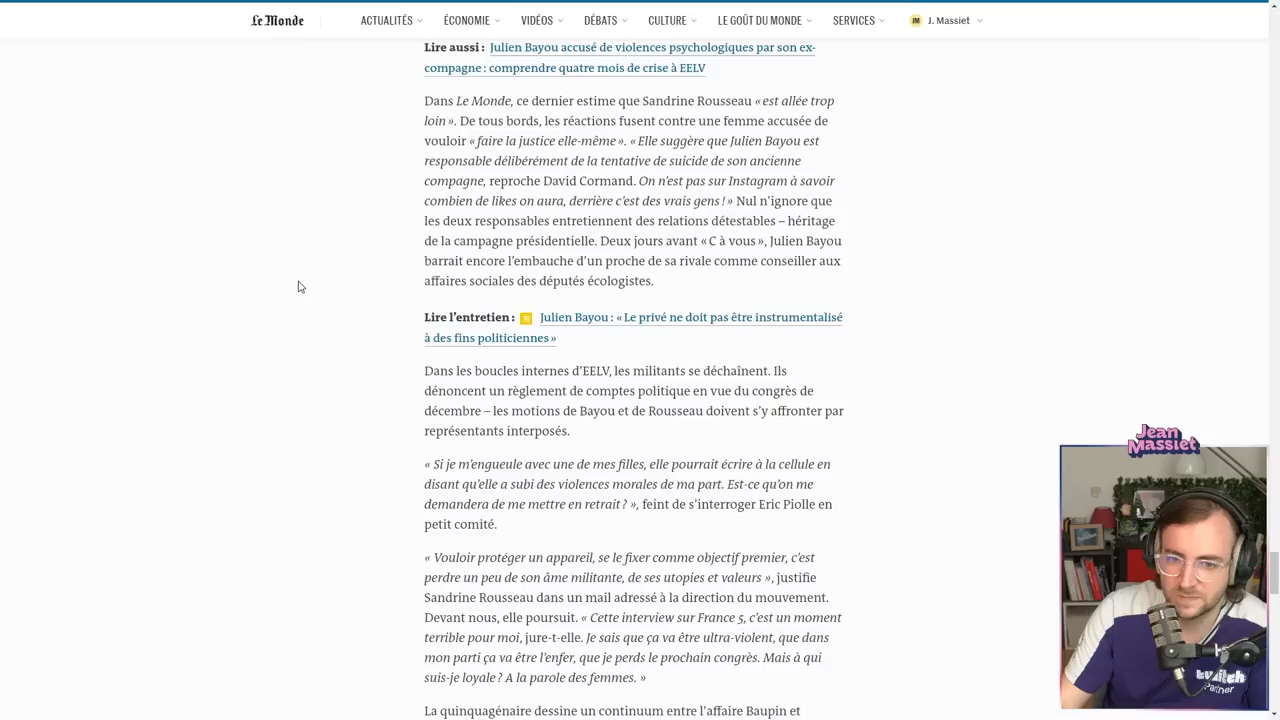 Le Monde
ACTUALITÉS
ÉCONOMIE
VIDÉOS
DÉBATS
CULTURE
LE GOÛT DU MONDE
SERVICES
JM
J. Massiet
Lire aussi : Julien Bayou accusé de violences psychologiques par son ex-
compagne : comprendre quatre mois de crise à EELV
Dans Le Monde, ce dernier estime que Sandrine Rousseau « est allée trop
loin ». De tous bords, les réactions fusent contre une femme accusée de
vouloir « faire la justice elle-même ». « Elle suggère que Julien Bayou est
responsable délibérément de la tentative de suicide de son ancienne
compagne, reproche David Cormand. On n’est pas sur Instagram à savoir
combien de likes on aura, derrière c’est des vrais gens ! » Nul n’ignore que
les deux responsables entretiennent des relations détestables – héritage
de la campagne présidentielle. Deux jours avant « C à vous », Julien Bayou
barrait encore l’embauche d’un proche de sa rivale comme conseiller aux
affaires sociales des députés écologistes.
Lire l’entretien : Julien Bayou : « Le privé ne doit pas être instrumentalisé
à des fins politiciennes »
Dans les boucles internes d’EELV, les militants se déchaînent. Ils
dénoncent un règlement de comptes politique en vue du congrès de
décembre – les motions de Bayou et de Rousseau doivent s’y affronter par
représentants interposés.
« Si je m’engueule avec une de mes filles, elle pourrait écrire à la cellule en
disant qu’elle a subi des violences morales de ma part. Est-ce qu’on me
demandera de me mettre en retrait ? », feint de s’interroger Eric Piolle en
petit comité.
« Vouloir protéger un appareil, se le fixer comme objectif premier, c’est
perdre un peu de son âme militante, de ses utopies et valeurs », justifie
Sandrine Rousseau dans un mail adressé à la direction du mouvement.
Devant nous, elle poursuit. « Cette interview sur France 5, c’est un moment
terrible pour moi, jure-t-elle. Je sais que ça va être ultra-violent, que dans
mon parti ça va être l’enfer, que je perds le prochain congrès. Mais à qui
suis-je loyale ? A la parole des femmes. »
La quinquagénaire dessine un continuum entre l’affaire Baupin et
Jean
Massiet
twitch
Partner